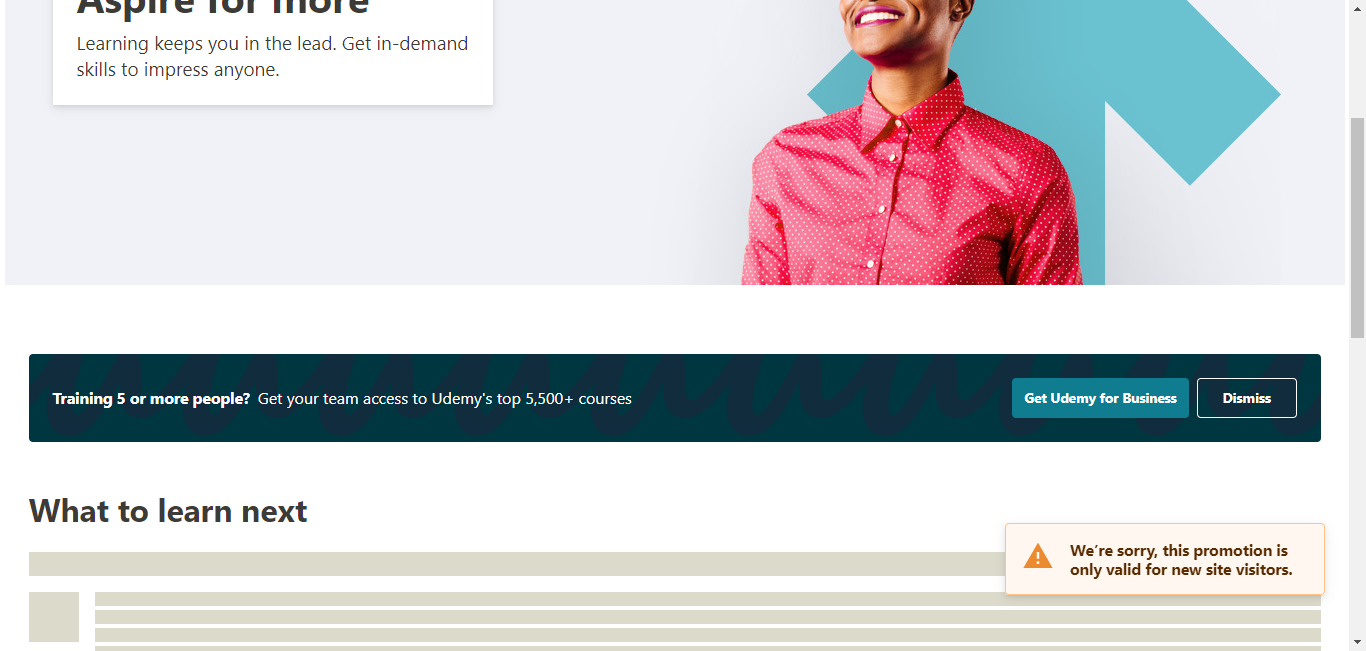 Aspire for more
Learning keeps you in the lead. Get in-demand
skills to impress anyone.
Training 5 or more people? Get your team access to Udemy's top 5,500+ courses
Get Udemy for Business
Dismiss
What to learn next
We're sorry, this promotion is
only valid for new site visitors.